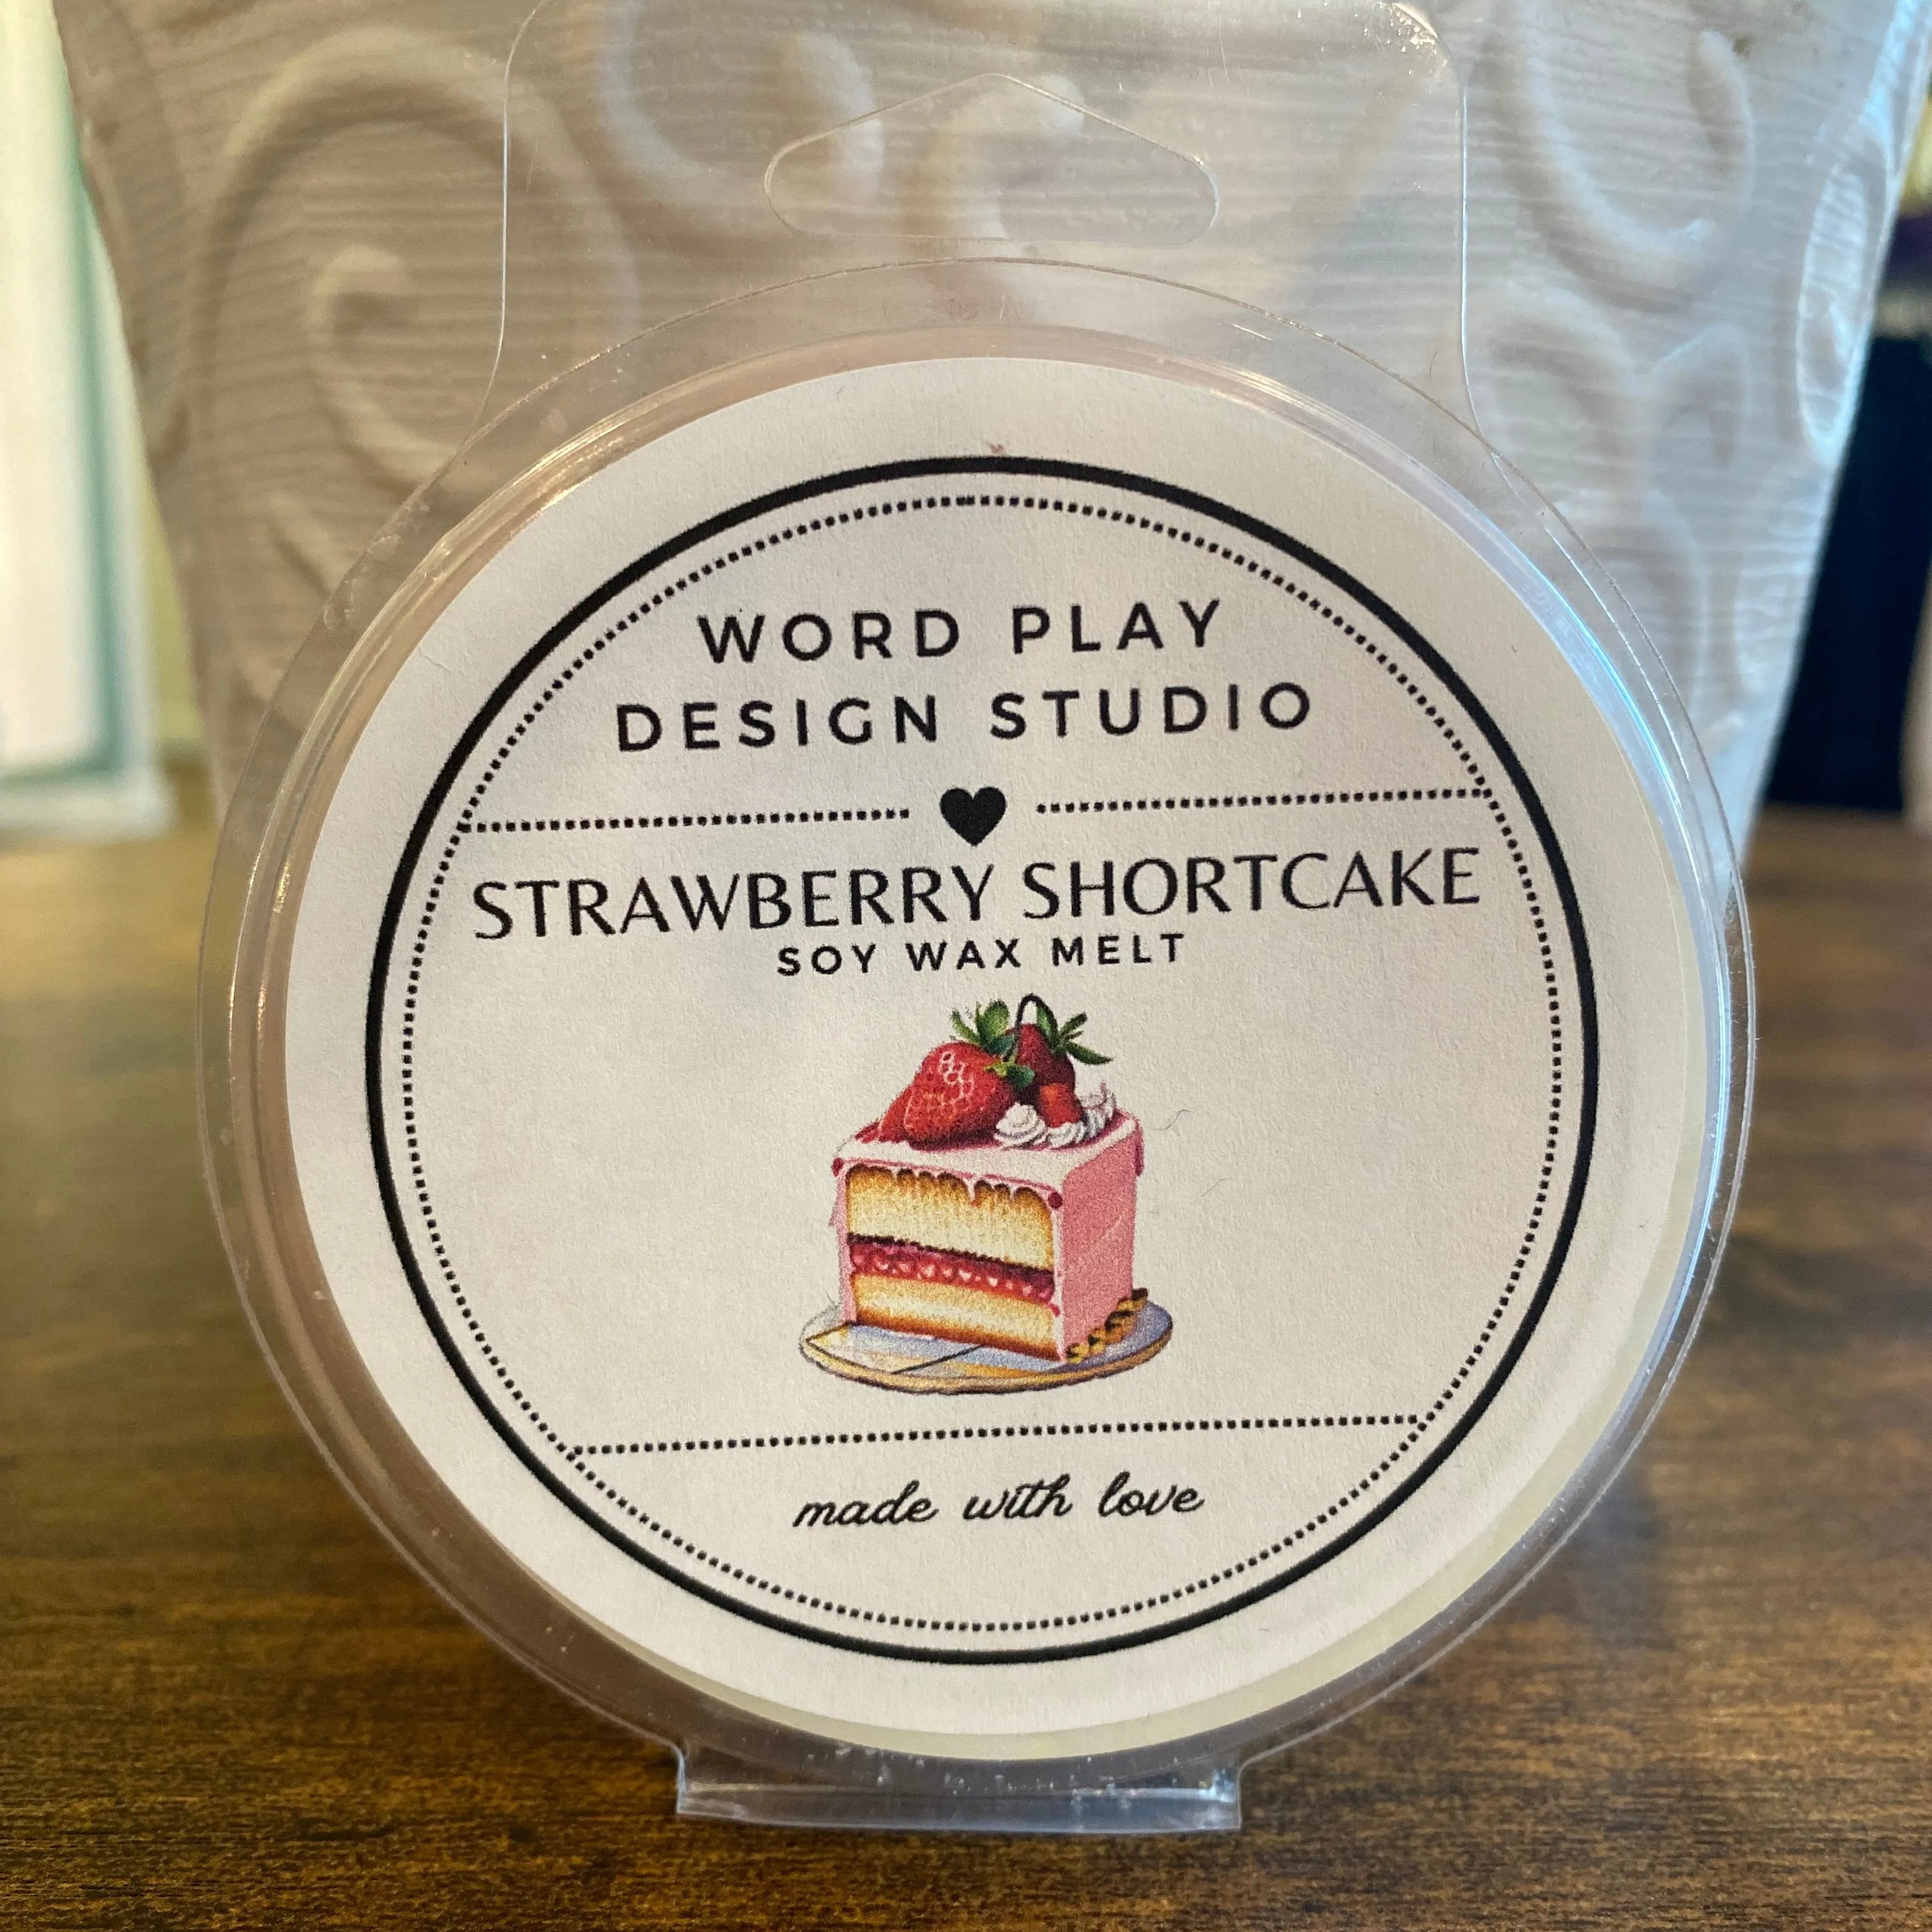 WORD PLAY
DESIGN STUDIO
STRAWBERRY SHORTCAKE
SOY WAX MELT
made with love